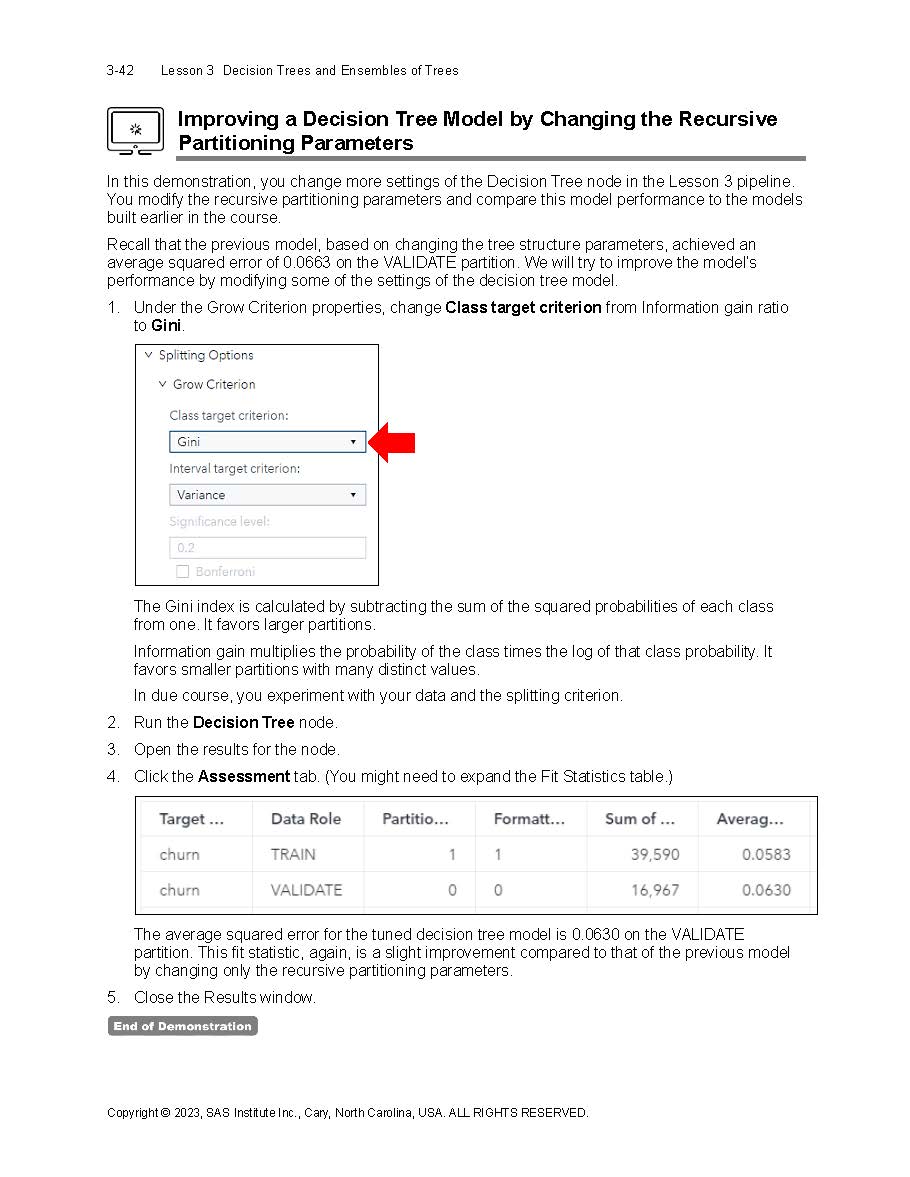 3-42 Lesson 3 Decision Trees and Ensembles of Trees
Improving a Decision Tree Model by Changing the Recursive
Partitioning Parameters
In this demonstration, you change more settings of the Decision Tree node in the Lesson 3 pipeline.
You modify the recursive partitioning parameters and compare this model performance to the models
built earlier in the course.
Recall that the previous model, based on changing the tree structure parameters, achieved an
average squared error of 0.0663 on the VALIDATE partition. We will try to improve the model's
performance by modifying some of the settings of the decision tree model.
1. Under the Grow Criterion properties, change Class target criterion from Information gain ratio
to Gini.
Splitting Options
Grow Criterion
Class target criterion:
Gini
Interval target criterion:
Variance
Significance level:
0.2
Bonferroni
The Gini index is calculated by subtracting the sum of the squared probabilities of each class
from one. It favors larger partitions.
Information gain multiplies the probability of the class times the log of that class probability. It
favors smaller partitions with many distinct values.
In due course, you experiment with your data and the splitting criterion.
2. Run the Decision Tree node.
3. Open the results for the node.
4. Click the Assessment tab. (You might need to expand the Fit Statistics table.)
Target ... Data Role Partitio... Formatt... Sum of ... Averag...
churn TRAIN 1 1 39,590 0.0583
churn VALIDATE 0 0 16,967 0.0630
The average squared error for the tuned decision tree model is 0.0630 on the VALIDATE
partition. This fit statistic, again, is a slight improvement compared to that of the previous model
by changing only the recursive partitioning parameters.
5. Close the Results window.
End of Demonstration
Copyright © 2023, SAS Institute Inc., Cary, North Carolina, USA. ALL RIGHTS RESERVED.